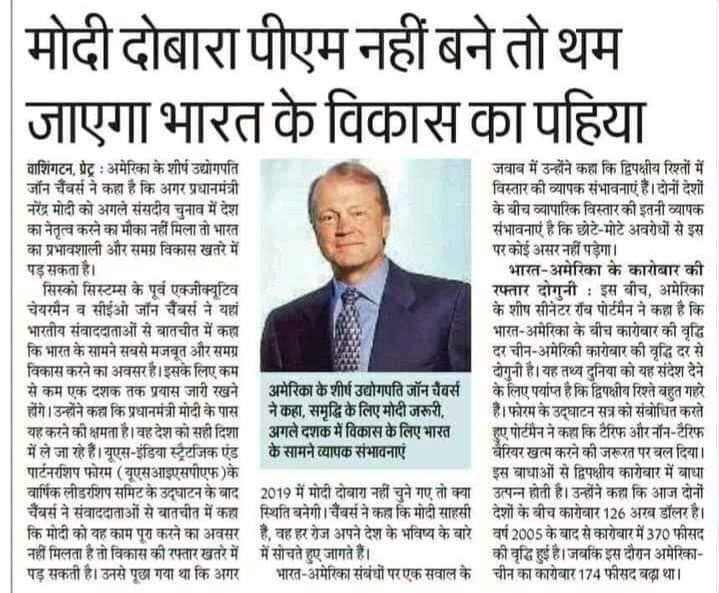 मोदी दोबारा पीएम नहीं बने तो थम
जाएगा भारत के विकास का पहिया
वाशिंगटन, प्रेट्र : अमेरिका के शीर्ष उद्योगपति
जॉन चैंबर्स ने कहा है कि अगर प्रधानमंत्री
नरेंद्र मोदी को अगले संसदीय चुनाव में देश
का नेतृत्व करने का मौका नहीं मिला तो भारत
का प्रभावशाली और समग्र विकास खतरे में
पड़ सकता है।
सिस्को सिस्टम्स के पूर्व एक्जीक्यूटिव
चेयरमैन व सीईओ जॉन चैंबर्स ने यहां
भारतीय संवाददाताओं से बातचीत में कहा
कि भारत के सामने सबसे मजबूत और समग्र
विकास करने का अवसर है। इसके लिए कम
से कम एक दशक तक प्रयास जारी रखने
होंगे। उन्होंने कहा कि प्रधानमंत्री मोदी के पास
यह करने की क्षमता है। वह देश को सही दिशा
में ले जा रहे हैं। यूएस-इंडिया स्ट्रैटजिक एंड
पार्टनरशिप फोरम (यूएसआइएसपीएफ) के
वार्षिक लीडरशिप समिट के उद्घाटन के बाद
चैंबर्स ने संवाददाताओं से बातचीत में कहा
कि मोदी को यह काम पूरा करने का अवसर
नहीं मिलता है तो विकास की रफ्तार खतरे में
पड़ सकती है। उनसे पूछा गया था कि अगर
अमेरिका के शीर्ष उद्योगपति जॉन चैंबर्स
ने कहा, समृद्धि के लिए मोदी जरूरी,
अगले दशक में विकास के लिए भारत
के सामने व्यापक संभावनाएं
2019 में मोदी दोबारा नहीं चुने गए तो क्या
स्थिति बनेगी। चैंबर्स ने कहा कि मोदी साहसी
हैं, वह हर रोज अपने देश के भविष्य के बारे
में सोचते हुए जागते हैं।
भारत-अमेरिका संबंधों पर एक सवाल के
जवाब में उन्होंने कहा कि द्विपक्षीय रिश्तों में
विस्तार की व्यापक संभावनाएं हैं। दोनों देशों
के बीच व्यापारिक विस्तार की इतनी व्यापक
संभावनाएं है कि छोटे-मोटे अवरोधों से इस
पर कोई असर नहीं पड़ेगा।
भारत-अमेरिका के कारोबार की
रफ्तार दोगुनी : इस बीच, अमेरिका
के शीष सीनेटर रॉब पोर्टमैन ने कहा है कि
भारत-अमेरिका के बीच कारोबार की वृद्धि
दर चीन-अमेरिकी कारोबार की वृद्धि दर से
दोगुनी है। यह तथ्य दुनिया को यह संदेश देने
के लिए पर्याप्त है कि द्विपक्षीय रिश्ते बहुत गहरे
हैं। फोरम के उद्घाटन सत्र को संबोधित करते
हुए पोर्टमैन ने कहा कि टैरिफ और नॉन-टैरिफ
बैरियर खत्म करने की जरूरत पर बल दिया।
इस बाधाओं से द्विपक्षीय कारोबार में बाधा
उत्पन्न होती है। उन्होंने कहा कि आज दोनों
देशों के बीच कारोबार 126 अरब डॉलर है।
वर्ष 2005 के बाद से कारोबार में 370 फीसद
की वृद्धि हुई है। जबकि इस दौरान अमेरिका-
चीन का कारोबार 174 फीसद बढ़ा था।